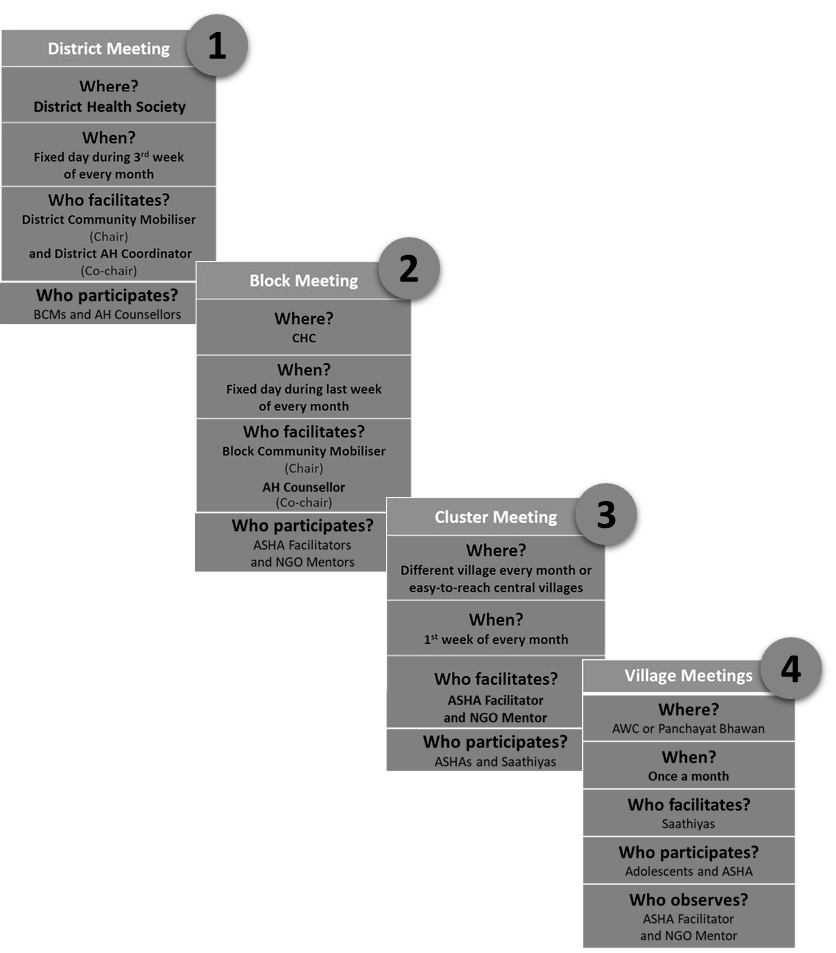 1
District Meeting
Where?
District Health Society
When?
Fixed day during 3rd week
of every month
Who facilitates?
District Community Mobiliser
(Chair)
and District AH Coordinator
(Co-chair)
Who participates?
BCMs and AH Counsellors
2
Block Meeting
Where?
CHC
When?
Fixed day during last week
of every month
Who facilitates?
Block Community Mobiliser
(Chair)
AH Counsellor
(Co-chair)
Who participates?
ASHA Facilitators
and NGO Mentors
3
Cluster Meeting
Where?
Different village every month or
easy-to-reach central villages
When?
1st week of every month
Who facilitates?
ASHA Facilitator
and NGO Mentor
Who participates?
ASHAs and Saathiyas
4
Village Meetings
Where?
AWC or Panchayat Bhawan
When?
Once a month
Who facilitates?
Saathiyas
Who participates?
Adolescents and ASHA
Who observes?
ASHA Facilitator
and NGO Mentor